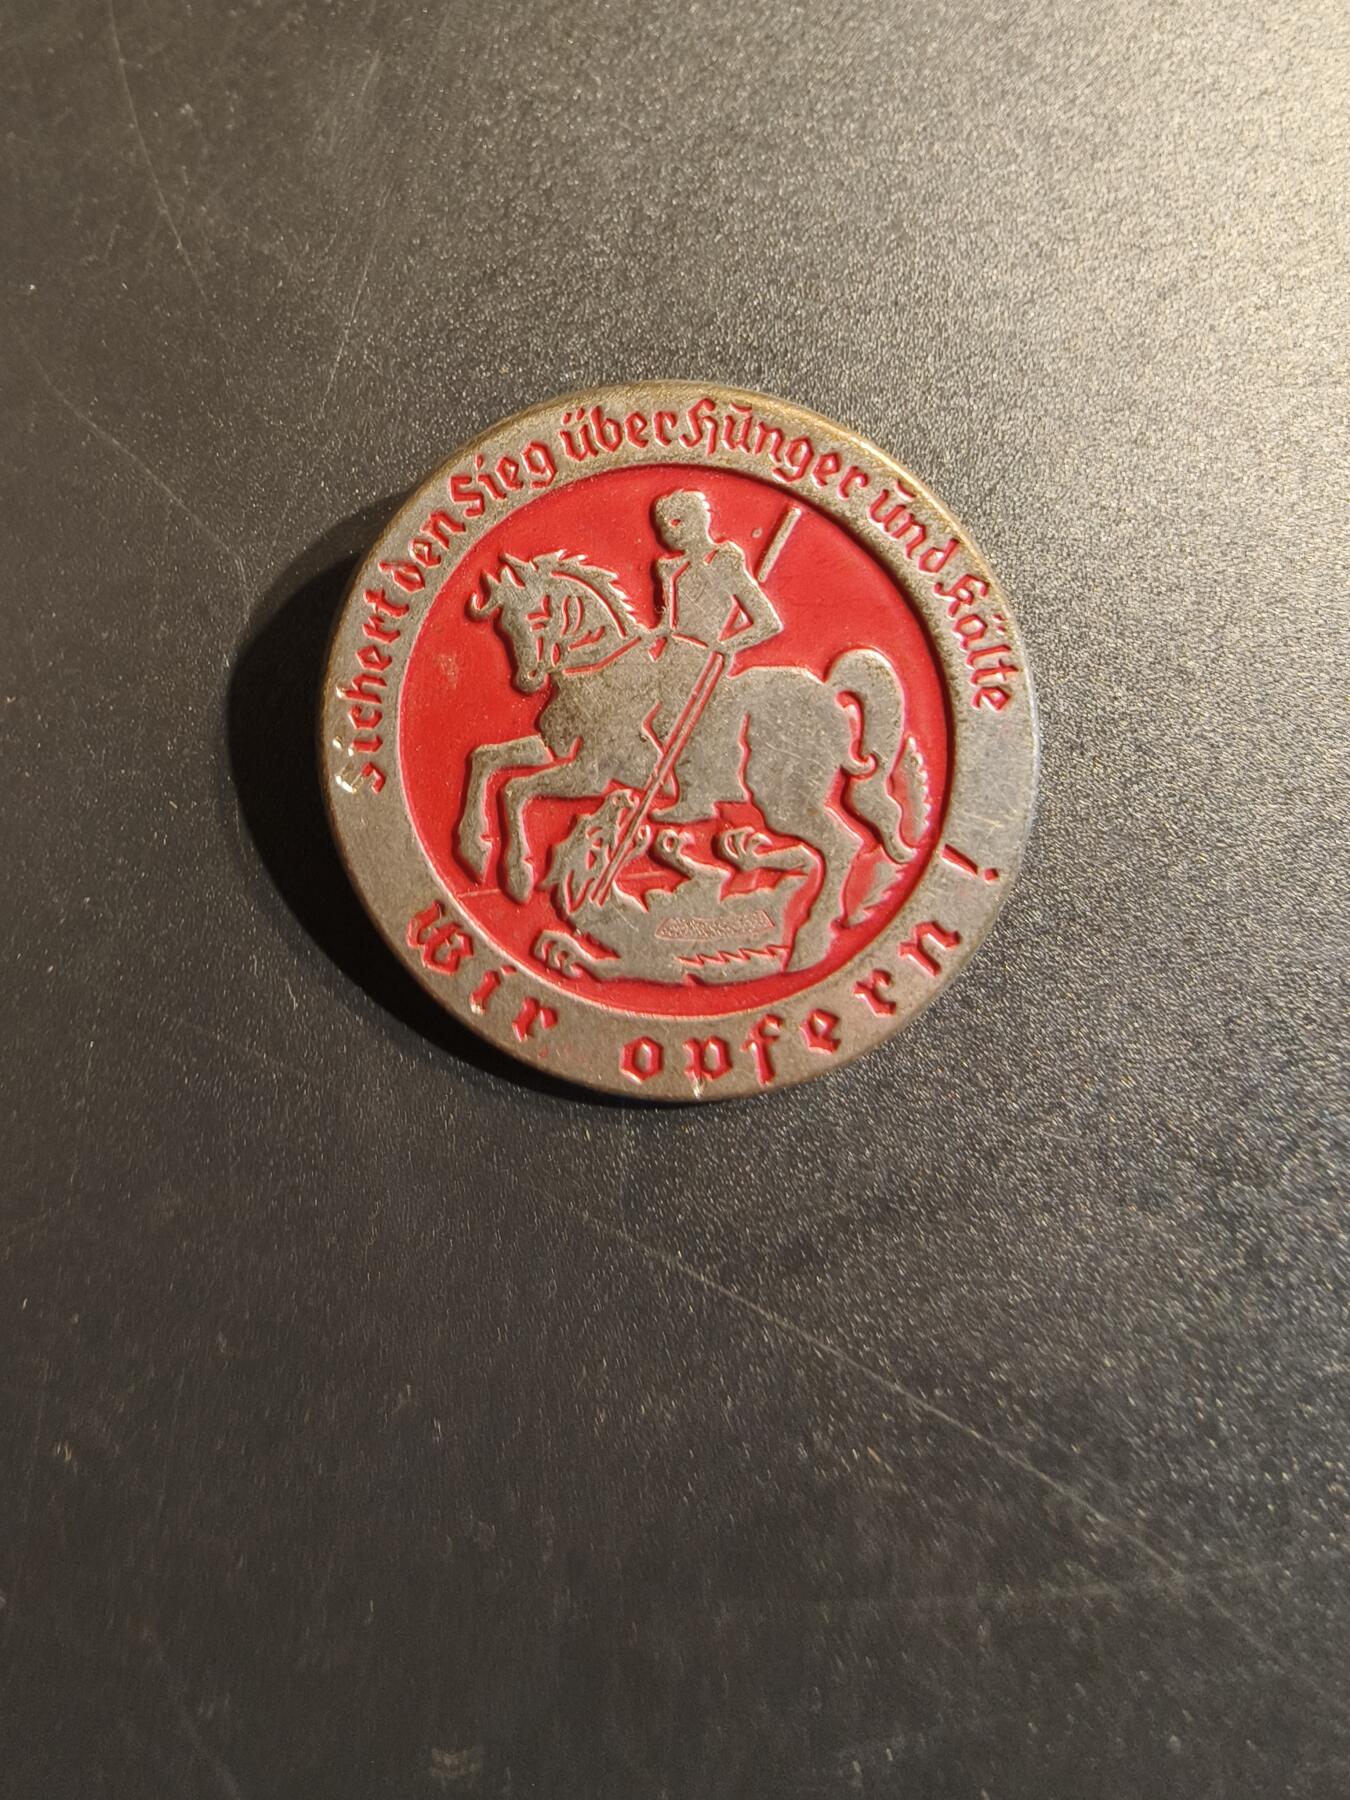 Sichert den Sieg über Hunger und Kälte
Wir opfern!